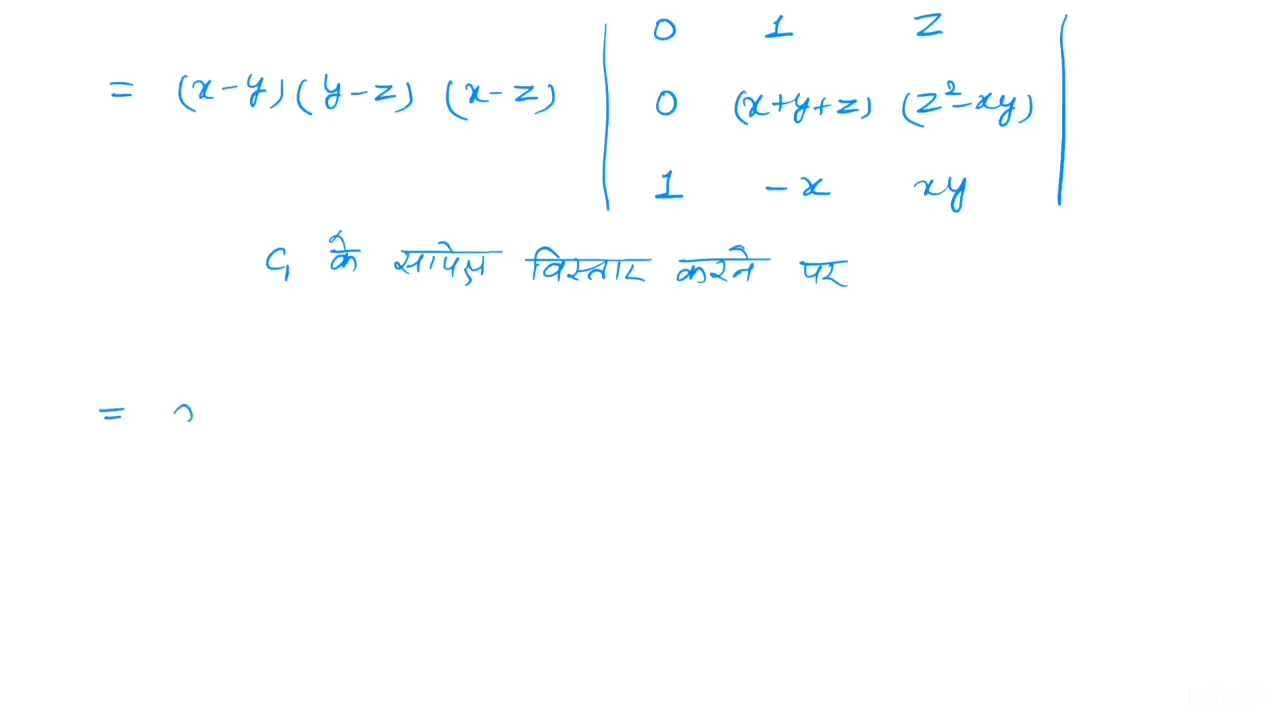 0 1 z
= (x-y)(y-z)(x-z) 0 (x+y+z) (z²-xy)
1 -x xy
C₁ के सापेक्ष विस्तार करने पर
=